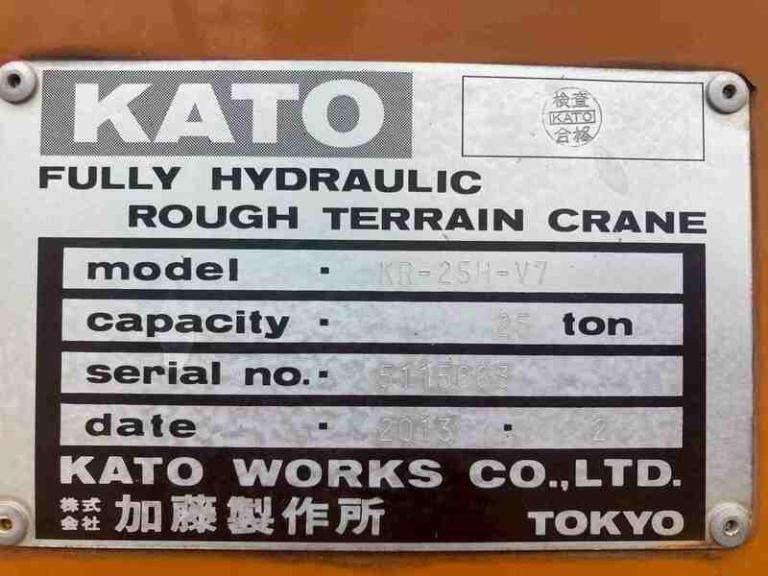 KATO
検査
KATO
合格
FULLY HYDRAULIC
ROUGH TERRAIN CRANE
model · KR-25H-V7
capacity · 25 ton
serial no. ·
date · 2013 · 2
KATO WORKS CO.,LTD.
株式会社 加藤製作所 TOKYO